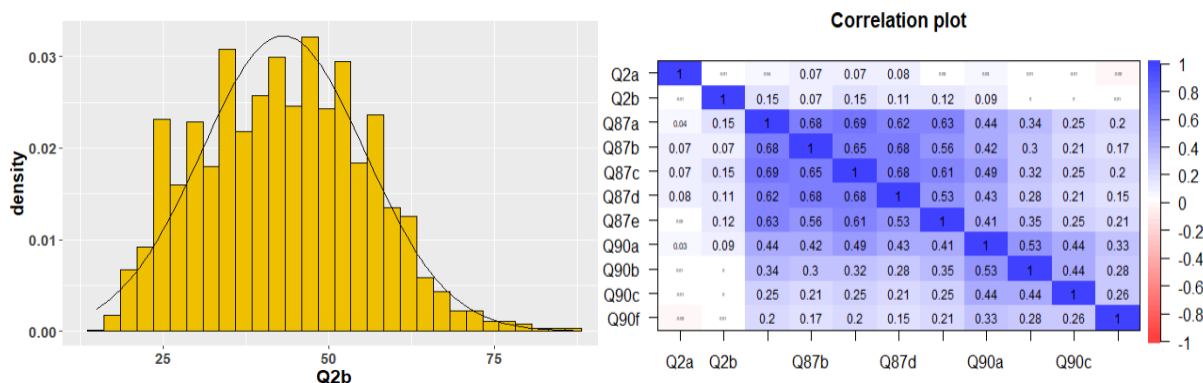 density
0.03
0.02
0.01
0.00
25
50
75
Q2b
Correlation plot
Q2a 1 0.07 0.07 0.08
Q2b 1 0.15 0.07 0.15 0.11 0.12 0.09
Q87a 0.04 0.15 1 0.68 0.69 0.62 0.63 0.44 0.34 0.25 0.2
Q87b 0.07 0.07 0.68 1 0.65 0.68 0.56 0.42 0.3 0.21 0.17
Q87c 0.07 0.15 0.69 0.65 1 0.68 0.61 0.49 0.32 0.25 0.2
Q87d 0.08 0.11 0.62 0.68 0.68 1 0.53 0.43 0.28 0.21 0.15
Q87e 0.12 0.63 0.56 0.61 0.53 1 0.41 0.35 0.25 0.21
Q90a 0.03 0.09 0.44 0.42 0.49 0.43 0.41 1 0.53 0.44 0.33
Q90b 0.34 0.3 0.32 0.28 0.35 0.53 1 0.44 0.28
Q90c 0.25 0.21 0.25 0.21 0.25 0.44 0.44 1 0.26
Q90f 0.2 0.17 0.2 0.15 0.21 0.33 0.28 0.26 1
Q2a Q2b Q87b Q87d Q90a Q90c
1
0.8
0.6
0.4
0.2
0
-0.2
-0.4
-0.6
-0.8
-1